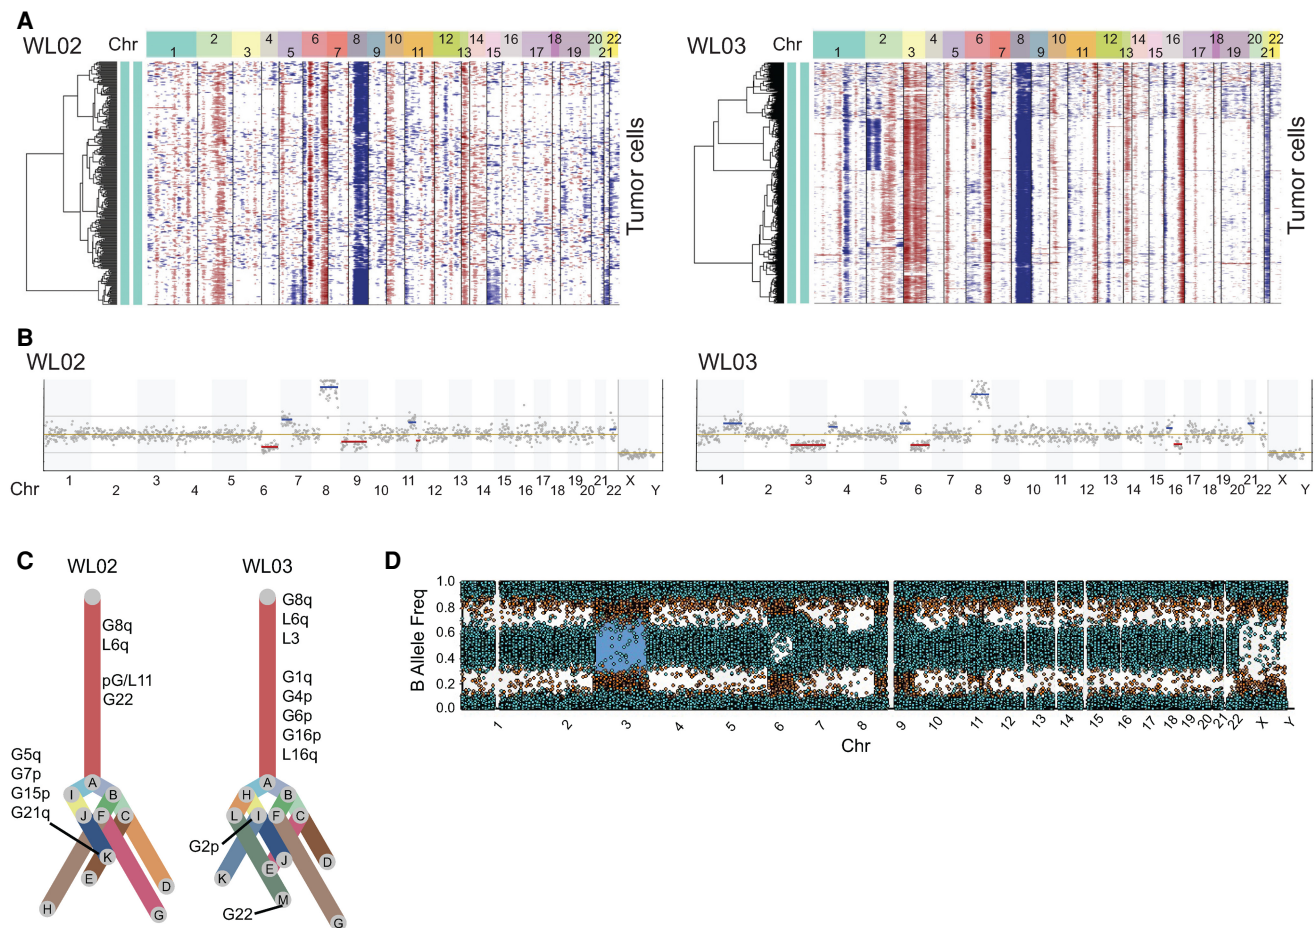 A
WL02 Chr 1 2 3 4 5 6 7 8 9 10 11 12 13 14 15 16 17 18 19 20 21 22
Tumor cells
WL03 Chr 1 2 3 4 5 6 7 8 9 10 11 12 13 14 15 16 17 18 19 20 21 22
Tumor cells
B
WL02
Chr 1 2 3 4 5 6 7 8 9 10 11 12 13 14 15 16 17 18 19 20 21 22 X Y
WL03
1 2 3 4 5 6 7 8 9 10 11 12 13 14 15 16 17 18 19 20 21 22 X Y
C
WL02
G8q
L6q
pG/L11
G22
G5q
G7p
G15p
G21q
A
I B
J F C
K
E D
H G
WL03
G8q
L6q
L3
G1q
G4p
G6p
G16p
L16q
A
H B
L I F C
G2p
J D
E
K
M
G22
G
D
B Allele Freq
1.0
0.8
0.6
0.4
0.2
0.0
1 2 3 4 5 6 7 8 9 10 11 12 13 14 15 16 17 18 19 20 21 22 X Y
Chr